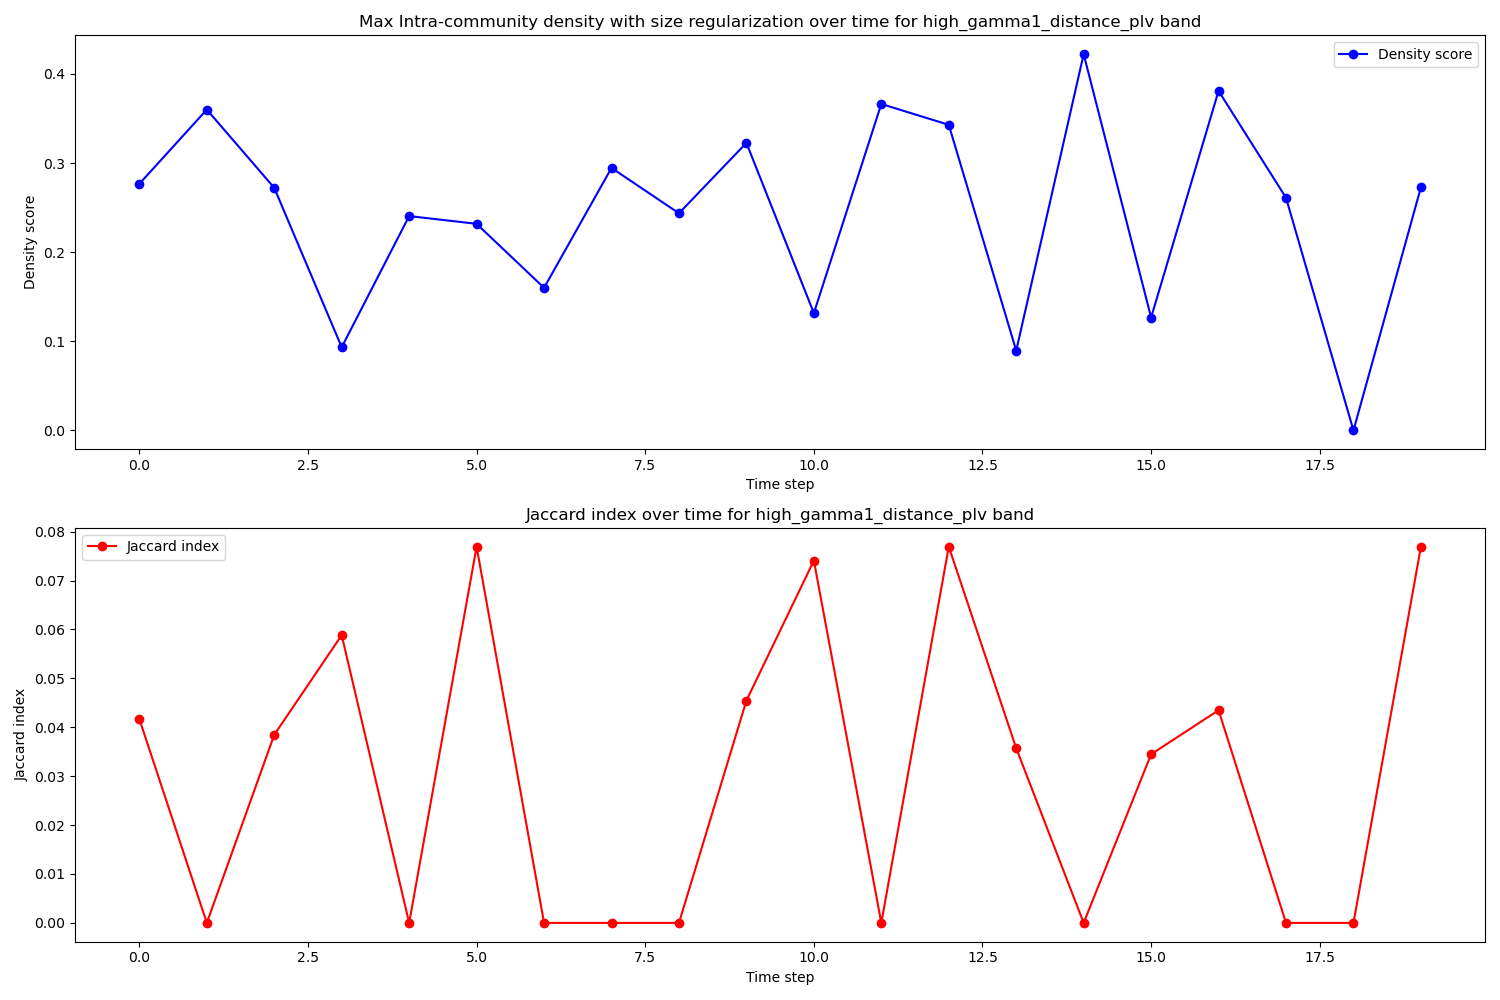 Max Intra-community density with size regularization over time for high_gamma1_distance_plv band
Density score
0.4
0.3
0.2
0.1
0.0
Density score
0.0 2.5 5.0 7.5 10.0 12.5 15.0 17.5
Time step
Jaccard index over time for high_gamma1_distance_plv band
Jaccard index
0.08
0.07
0.06
0.05
0.04
0.03
0.02
0.01
0.00
Jaccard index
0.0 2.5 5.0 7.5 10.0 12.5 15.0 17.5
Time step